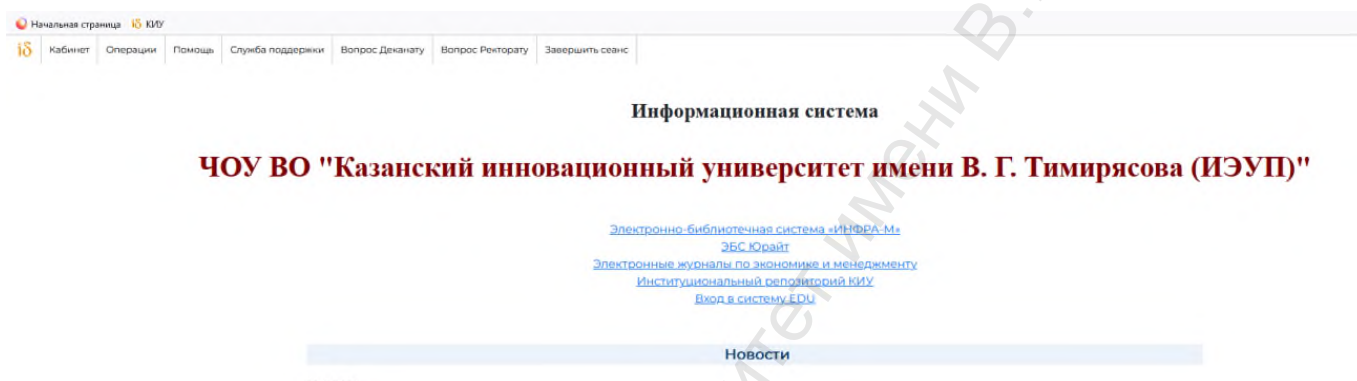 Начальная страница КИУ
Кабинет Операции Помощь Служба поддержки Вопрос Деканату Вопрос Ректорату Завершить сеанс
Информационная система
ЧОУ ВО "Казанский инновационный университет имени В. Г. Тимирясова (ИЭУП)"
Электронно-библиотечная система «ИНФРА-М»
ЭБС Юрайт
Электронные журналы по экономике и менеджменту
Институциональный репозиторий КИУ
Вход в систему EDU
Новости
имени В.